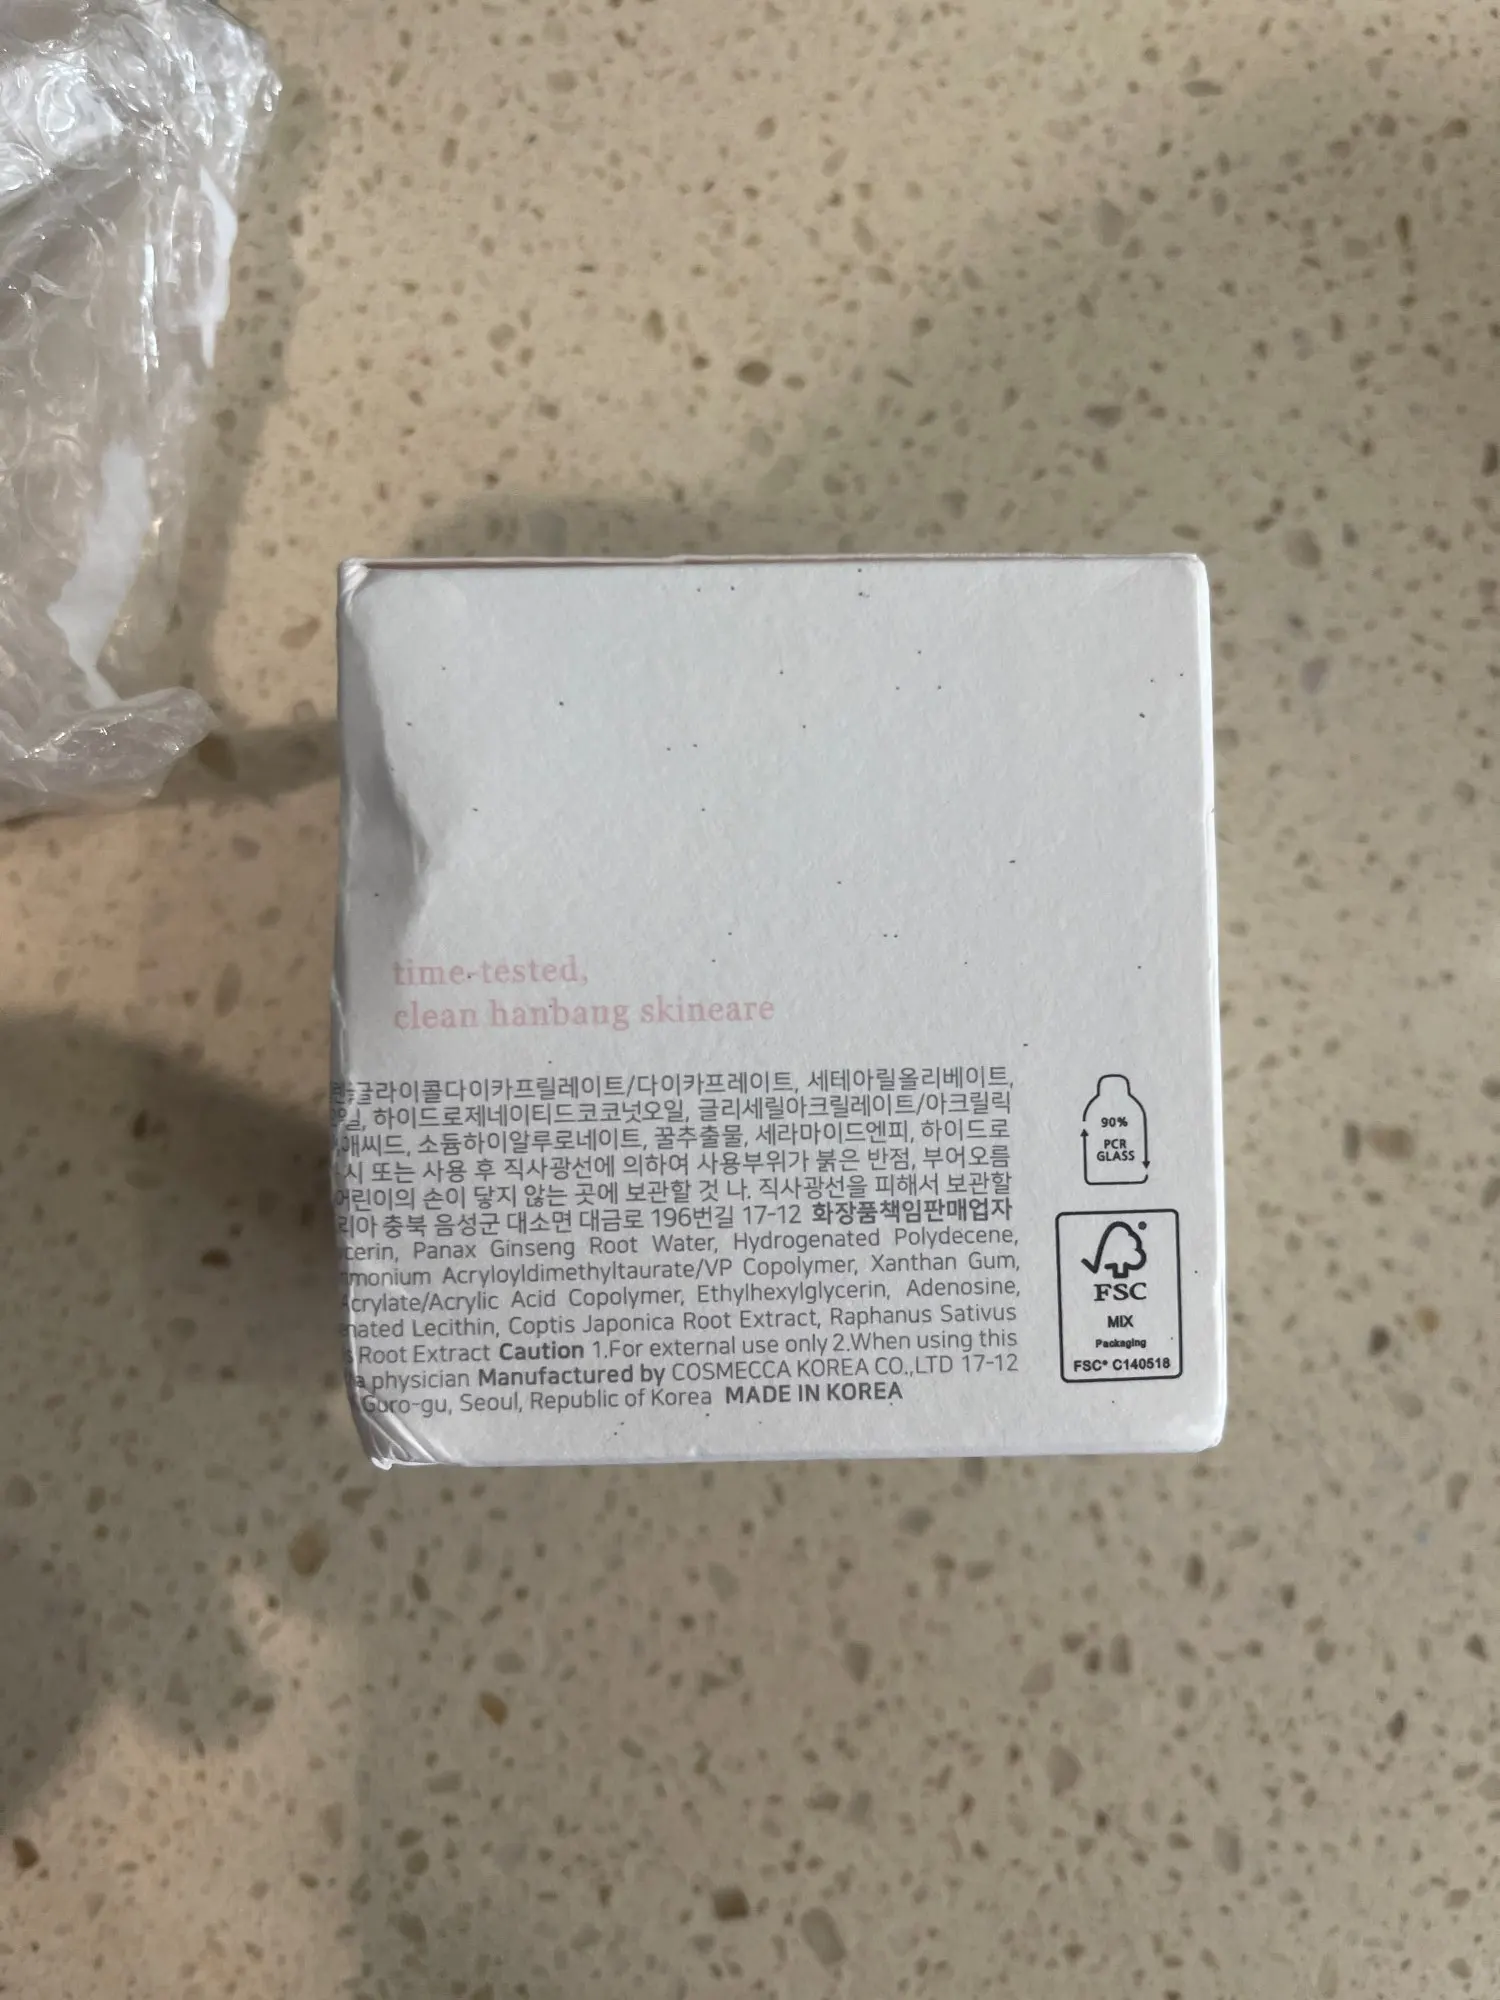 time-tested,
clean hanbang skincare
글라이콜다이카프릴레이트/다이카프레이트, 세테아릴올리베이트,
하이드로제네이티드코코넛오일, 글리세릴아크릴레이트/아크릴릭
애씨드, 소듐하이알루로네이트, 꿀추출물, 세라마이드엔피, 하이드로
시 또는 사용 후 직사광선에 의하여 사용부위가 붉은 반점, 부어오름
어린이의 손이 닿지 않는 곳에 보관할 것 나. 직사광선을 피해서 보관할
리아 충북 음성군 대소면 대금로 196번길 17-12 화장품책임판매업자
cerin, Panax Ginseng Root Water, Hydrogenated Polydecene,
mmonium Acryloyldimethyltaurate/VP Copolymer, Xanthan Gum,
Acrylate/Acrylic Acid Copolymer, Ethylhexylglycerin, Adenosine,
nated Lecithin, Coptis Japonica Root Extract, Raphanus Sativus
s Root Extract Caution 1.For external use only 2.When using this
a physician Manufactured by COSMECCA KOREA CO.,LTD 17-12
Guro-gu, Seoul, Republic of Korea MADE IN KOREA
90%
PCR
GLASS
FSC
MIX
Packaging
FSC® C140518